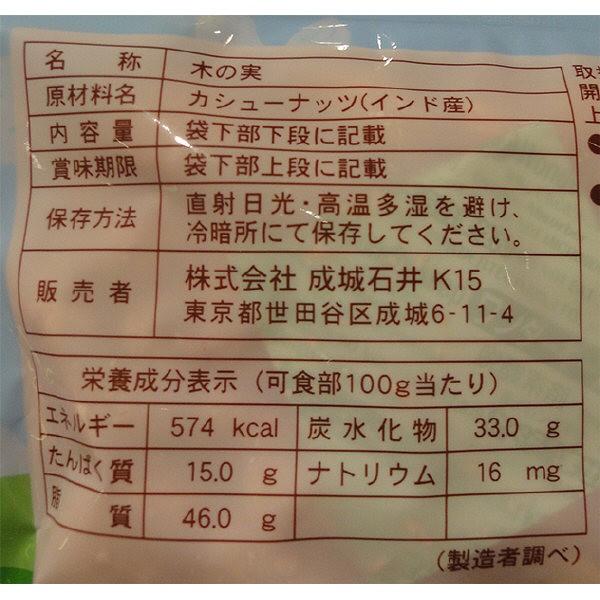 名称 木の実
原材料名 カシューナッツ(インド産)
内容量 袋下部下段に記載
賞味期限 袋下部上段に記載
保存方法 直射日光・高温多湿を避け、
冷暗所にて保存してください。
販売者 株式会社 成城石井 K15
東京都世田谷区成城6-11-4
栄養成分表示 (可食部100g当たり)
エネルギー 574 kcal 炭水化物 33.0 g
たんぱく質 15.0 g ナトリウム 16 mg
脂質 46.0 g
(製造者調べ)
取
開
上